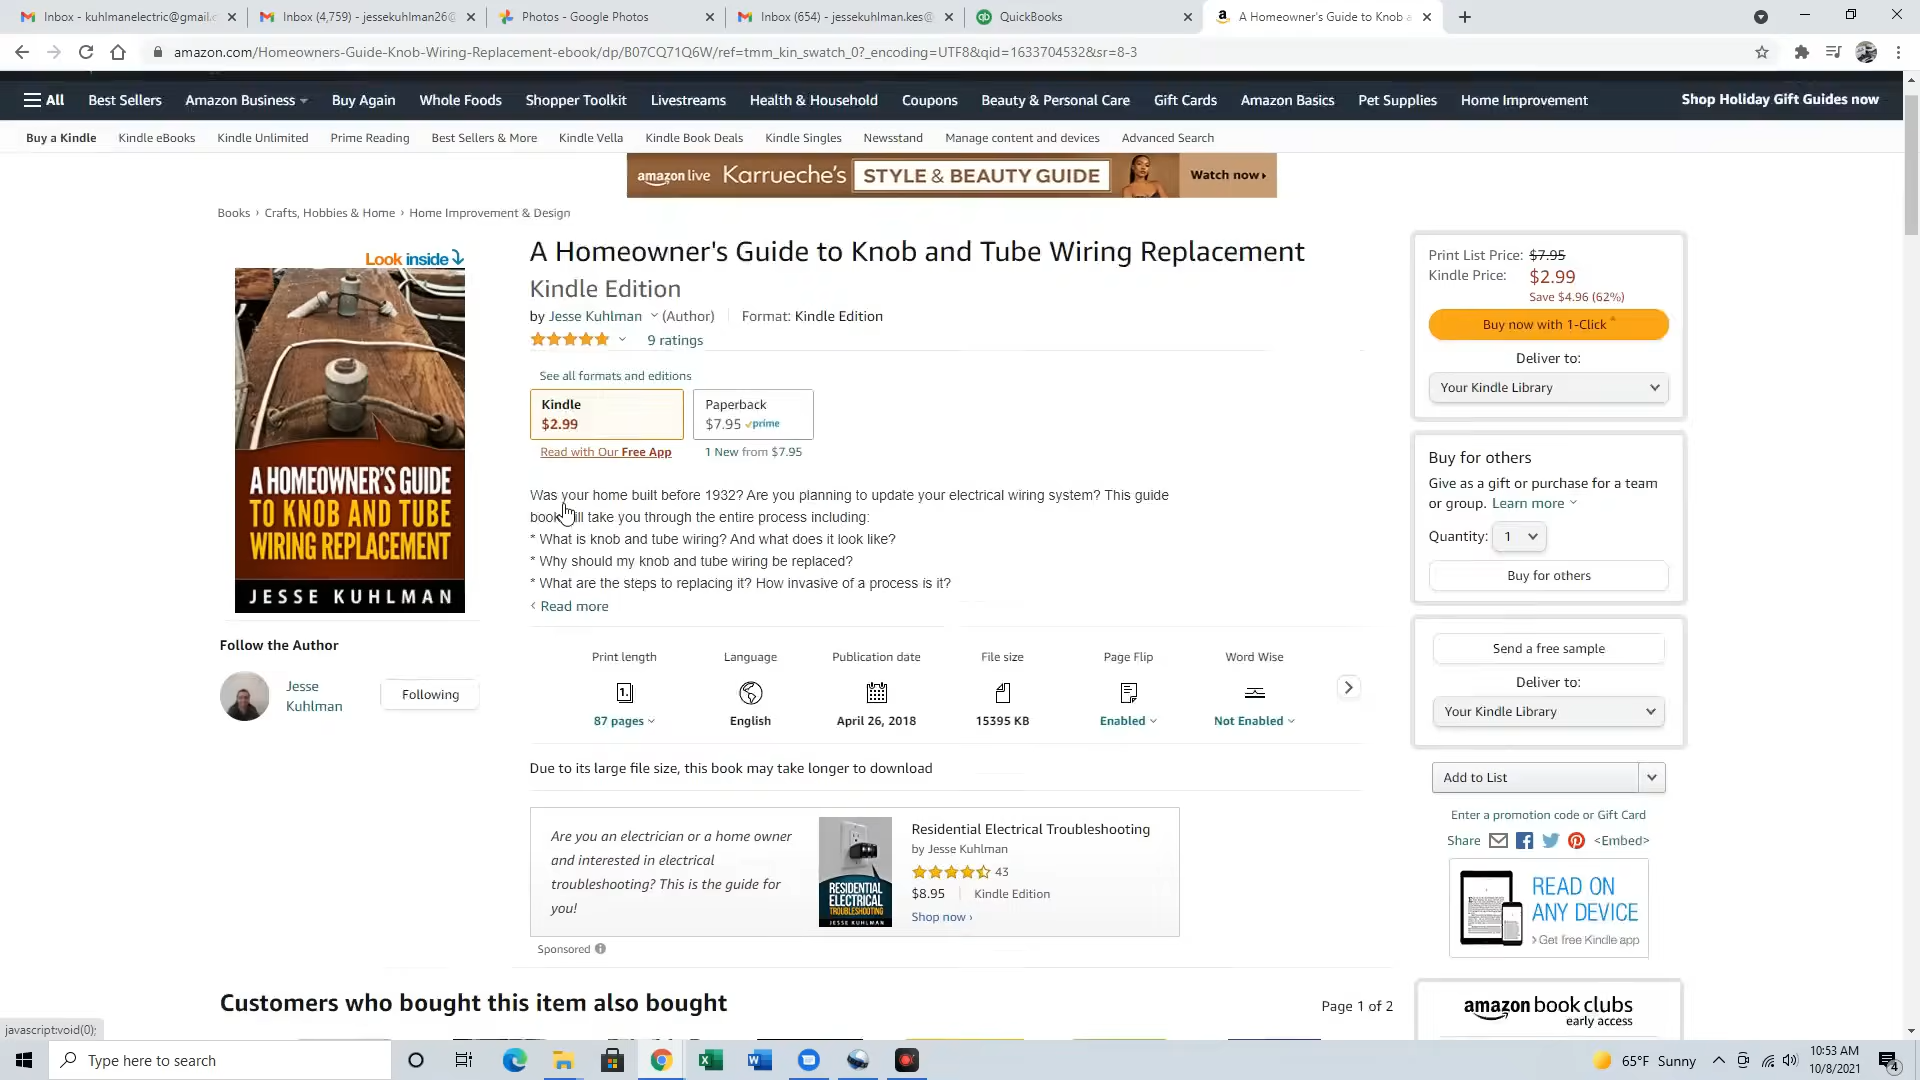 Inbox - kuhlmanelectric@gmail.c
Inbox (4,759) - jessekuhlman26@
Photos - Google Photos
Inbox (654) - jessekuhlman.kes@
QuickBooks
A Homeowner's Guide to Knob a
amazon.com/Homeowners-Guide-Knob-Wiring-Replacement-ebook/dp/B07CQ71Q6W/ref=tmm_kin_swatch_0?_encoding=UTF8&qid=1633704532&sr=8-3
All Best Sellers Amazon Business Buy Again Whole Foods Shopper Toolkit Livestreams Health & Household Coupons Beauty & Personal Care Gift Cards Amazon Basics Pet Supplies Home Improvement Shop Holiday Gift Guides now
Buy a Kindle Kindle eBooks Kindle Unlimited Prime Reading Best Sellers & More Kindle Vella Kindle Book Deals Kindle Singles Newsstand Manage content and devices Advanced Search
amazon live Karrueche's STYLE & BEAUTY GUIDE Watch now
Books › Crafts, Hobbies & Home › Home Improvement & Design
Look inside
A HOMEOWNER'S GUIDE
TO KNOB AND TUBE
WIRING REPLACEMENT
JESSE KUHLMAN
Follow the Author
Jesse
Kuhlman
Following
A Homeowner's Guide to Knob and Tube Wiring Replacement
Kindle Edition
by Jesse Kuhlman (Author) Format: Kindle Edition
9 ratings
See all formats and editions
Kindle
$2.99
Paperback
$7.95 prime
Read with Our Free App
1 New from $7.95
Was your home built before 1932? Are you planning to update your electrical wiring system? This guide
book ill take you through the entire process including:
* What is knob and tube wiring? And what does it look like?
* Why should my knob and tube wiring be replaced?
* What are the steps to replacing it? How invasive of a process is it?
‹ Read more
Print length Language Publication date File size Page Flip Word Wise
1.
87 pages English April 26, 2018 15395 KB Enabled Not Enabled
Due to its large file size, this book may take longer to download
Are you an electrician or a home owner
and interested in electrical
troubleshooting? This is the guide for
you!
RESIDENTIAL
ELECTRICAL
TROUBLESHOOTING
JESSE KUHLMAN
Residential Electrical Troubleshooting
by Jesse Kuhlman
43
$8.95 Kindle Edition
Shop now ›
Sponsored
Customers who bought this item also bought
Page 1 of 2
Print List Price: $7.95
Kindle Price: $2.99
Save $4.96 (62%)
Buy now with 1-Click
Deliver to:
Your Kindle Library
Buy for others
Give as a gift or purchase for a team
or group. Learn more
Quantity: 1
Buy for others
Send a free sample
Deliver to:
Your Kindle Library
Add to List
Enter a promotion code or Gift Card
Share <Embed>
READ ON
ANY DEVICE
› Get free Kindle app
amazon book clubs
early access
javascript:void(0);
Type here to search
65°F Sunny
10:53 AM
10/8/2021
4